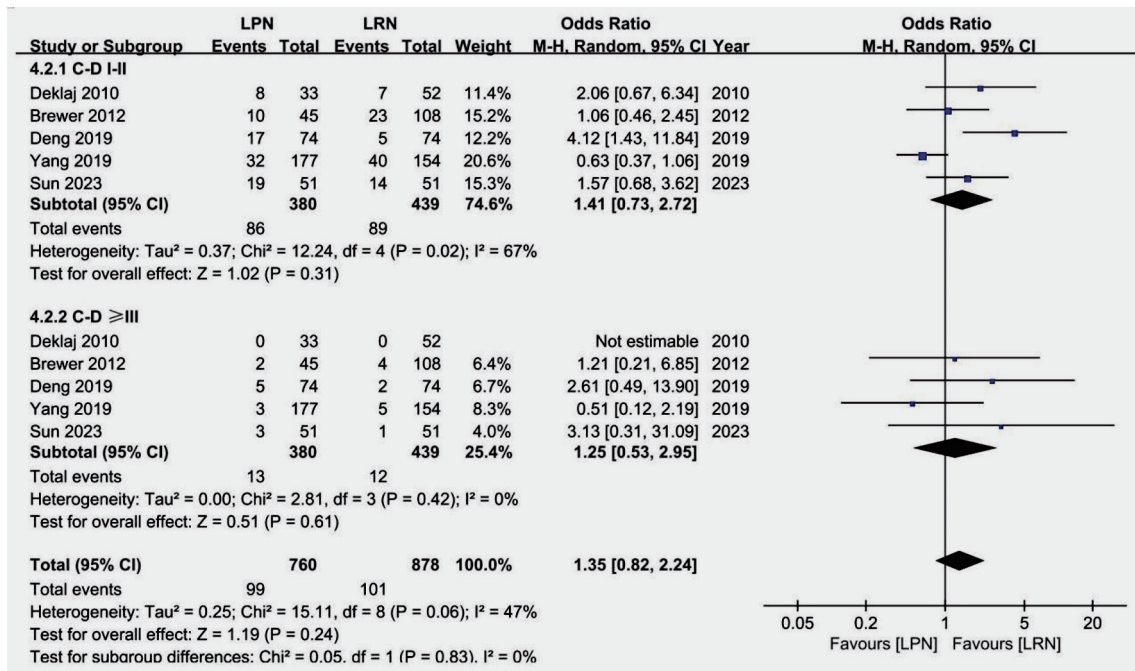 LPN LRN Odds Ratio Odds Ratio
Study or Subgroup Events Total Events Total Weight M-H, Random, 95% CI Year M-H, Random, 95% CI
4.2.1 C-D I-II
Deklaj 2010 8 33 7 52 11.4% 2.06 [0.67, 6.34] 2010
Brewer 2012 10 45 23 108 15.2% 1.06 [0.46, 2.45] 2012
Deng 2019 17 74 5 74 12.2% 4.12 [1.43, 11.84] 2019
Yang 2019 32 177 40 154 20.6% 0.63 [0.37, 1.06] 2019
Sun 2023 19 51 14 51 15.3% 1.57 [0.68, 3.62] 2023
Subtotal (95% CI) 380 439 74.6% 1.41 [0.73, 2.72]
Total events 86 89
Heterogeneity: Tau² = 0.37; Chi² = 12.24, df = 4 (P = 0.02); I² = 67%
Test for overall effect: Z = 1.02 (P = 0.31)
4.2.2 C-D ⩾III
Deklaj 2010 0 33 0 52 Not estimable 2010
Brewer 2012 2 45 4 108 6.4% 1.21 [0.21, 6.85] 2012
Deng 2019 5 74 2 74 6.7% 2.61 [0.49, 13.90] 2019
Yang 2019 3 177 5 154 8.3% 0.51 [0.12, 2.19] 2019
Sun 2023 3 51 1 51 4.0% 3.13 [0.31, 31.09] 2023
Subtotal (95% CI) 380 439 25.4% 1.25 [0.53, 2.95]
Total events 13 12
Heterogeneity: Tau² = 0.00; Chi² = 2.81, df = 3 (P = 0.42); I² = 0%
Test for overall effect: Z = 0.51 (P = 0.61)
Total (95% CI) 760 878 100.0% 1.35 [0.82, 2.24]
Total events 99 101
Heterogeneity: Tau² = 0.25; Chi² = 15.11, df = 8 (P = 0.06); I² = 47%
Test for overall effect: Z = 1.19 (P = 0.24)
Test for subgroup differences: Chi² = 0.05, df = 1 (P = 0.83), I² = 0%
0.05 0.2 1 5 20
Favours [LPN] Favours [LRN]